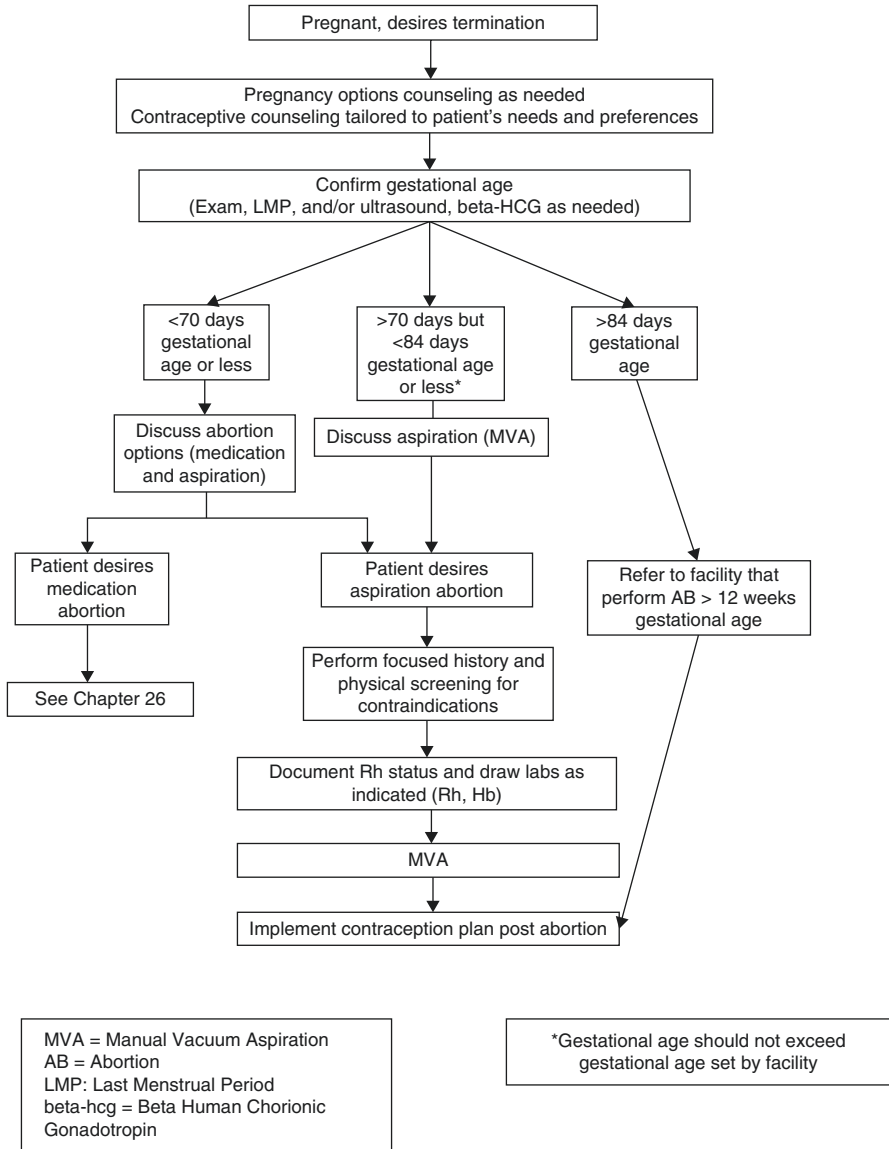 Pregnant, desires termination
Pregnancy options counseling as needed
Contraceptive counseling tailored to patient's needs and preferences
Confirm gestational age
(Exam, LMP, and/or ultrasound, beta-HCG as needed)
<70 days
gestational
age or less
>70 days but
<84 days
gestational age
or less*
>84 days
gestational
age
Discuss abortion
options (medication
and aspiration)
Discuss aspiration (MVA)
Patient desires
medication
abortion
Patient desires
aspiration abortion
Refer to facility that
perform AB > 12 weeks
gestational age
See Chapter 26
Perform focused history and
physical screening for
contraindications
Document Rh status and draw labs as
indicated (Rh, Hb)
MVA
Implement contraception plan post abortion
MVA = Manual Vacuum Aspiration
AB = Abortion
LMP: Last Menstrual Period
beta-hcg = Beta Human Chorionic
Gonadotropin
*Gestational age should not exceed
gestational age set by facility